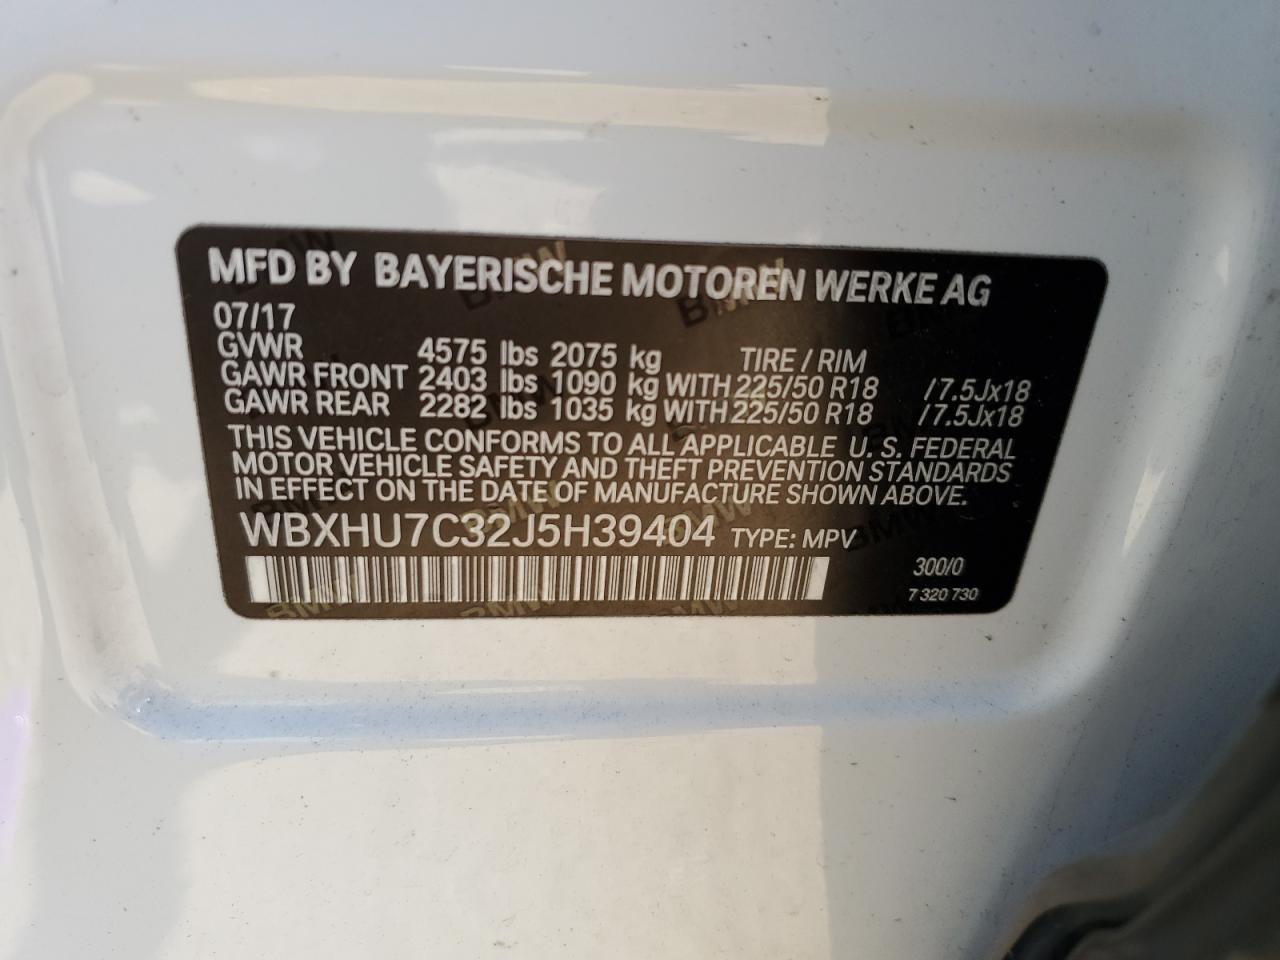 MFD BY BAYERISCHE MOTOREN WERKE AG
07/17
GVWR 4575 lbs 2075 kg TIRE / RIM
GAWR FRONT 2403 lbs 1090 kg WITH 225/50 R18 /7.5Jx18
GAWR REAR 2282 lbs 1035 kg WITH 225/50 R18 /7.5Jx18
THIS VEHICLE CONFORMS TO ALL APPLICABLE U. S. FEDERAL
MOTOR VEHICLE SAFETY AND THEFT PREVENTION STANDARDS
IN EFFECT ON THE DATE OF MANUFACTURE SHOWN ABOVE.
WBXHU7C32J5H39404 TYPE: MPV
300/0
7 320 730